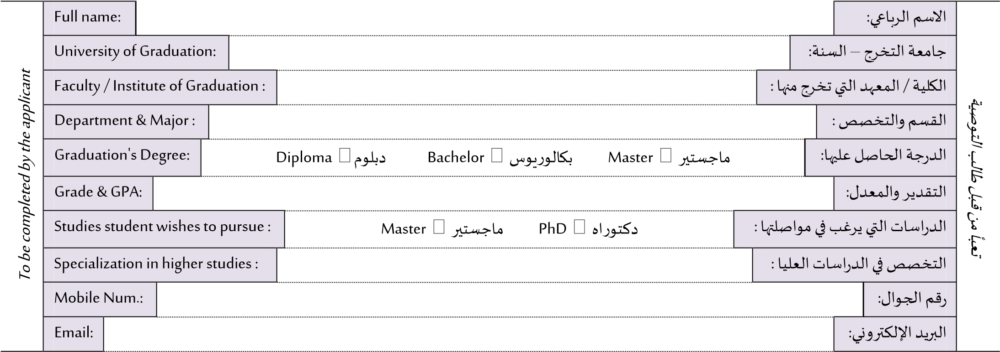 To be completed by the applicant
Full name: الاسم الرباعي:
University of Graduation: جامعة التخرج – السنة:
Faculty / Institute of Graduation : الكلية / المعهد التي تخرج منها :
Department & Major : القسم والتخصص :
Graduation's Degree: Diploma □ دبلوم Bachelor □ بكالوريوس Master □ ماجستير الدرجة الحاصل عليها:
Grade & GPA: التقدير والمعدل:
Studies student wishes to pursue : Master □ ماجستير PhD □ دكتوراه الدراسات التي يرغب في مواصلتها :
Specialization in higher studies : التخصص في الدراسات العليا :
Mobile Num.: رقم الجوال:
Email: البريد الإلكتروني:
تعبأ من قبل طالب التوصية